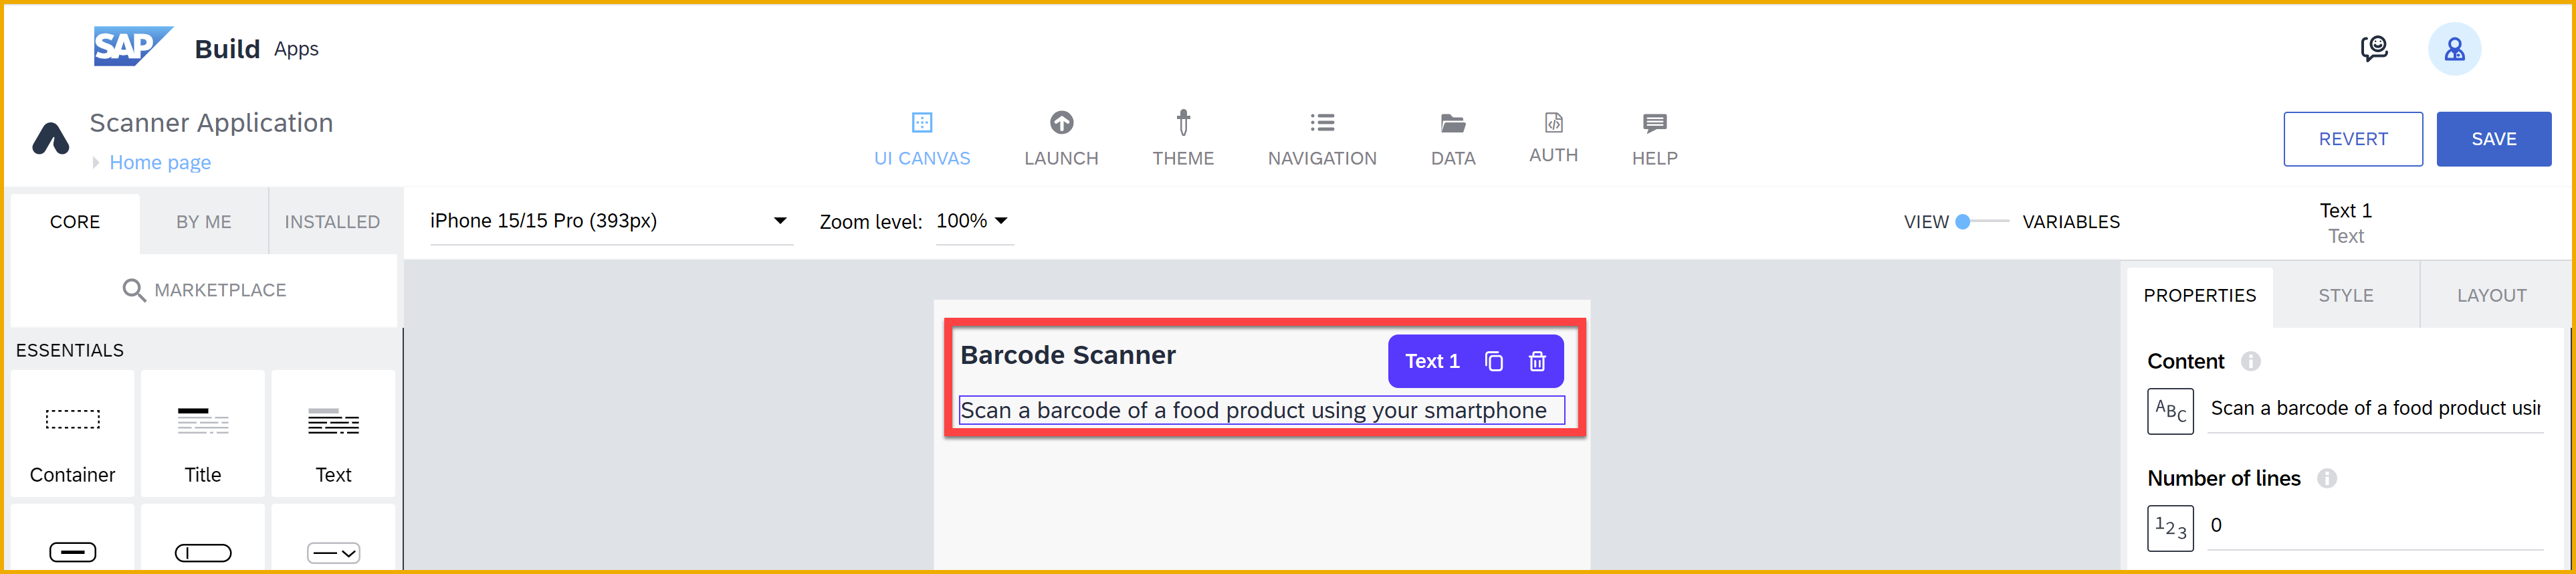 SAP Build Apps
Scanner Application
Home page
UI CANVAS
LAUNCH
THEME
NAVIGATION
DATA
AUTH
HELP
REVERT
SAVE
CORE
BY ME
INSTALLED
iPhone 15/15 Pro (393px)
Zoom level: 100%
VIEW
VARIABLES
Text 1
Text
MARKETPLACE
PROPERTIES
STYLE
LAYOUT
ESSENTIALS
Container
Title
Text
Barcode Scanner
Text 1
Scan a barcode of a food product using your smartphone
Content
ABC
Scan a barcode of a food product usin
Number of lines
123
0